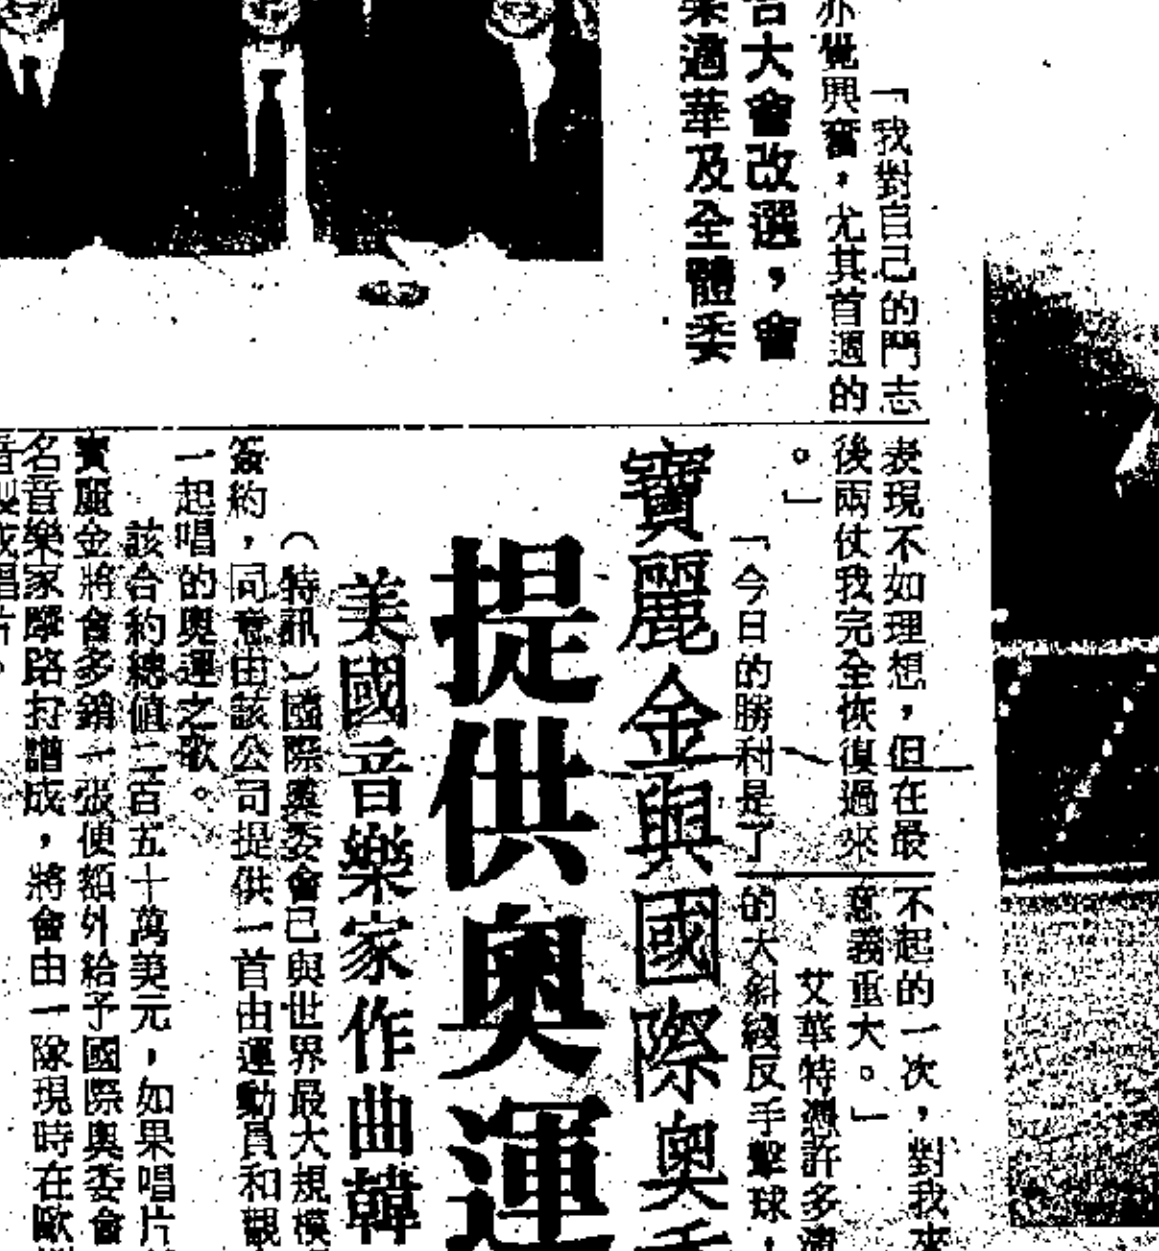 「我對自己的鬥志
亦覺興奮，尤其首週的
大會改選，會
適華及全體委
表現不如理想，但在最
後兩仗我完全恢復過來
。」
「今日的勝利是了
不起的一次，對我來
意義重大。」
艾華特憑許多
的大斜綫反手擊球，
寶麗金與國際奧委
提供奧運
美國音樂家作曲韓
（特訊）國際奧委會已與世界最大規模
簽約，同意由該公司提供一首由運動員和觀
一起唱的奧運之歌。
該合約總值二百五十萬美元，如果唱片
寶麗金將會多銷一張便額外給予國際奧委會
名音樂家摩路打譜成，將會由一隊現時在歐
唱片。